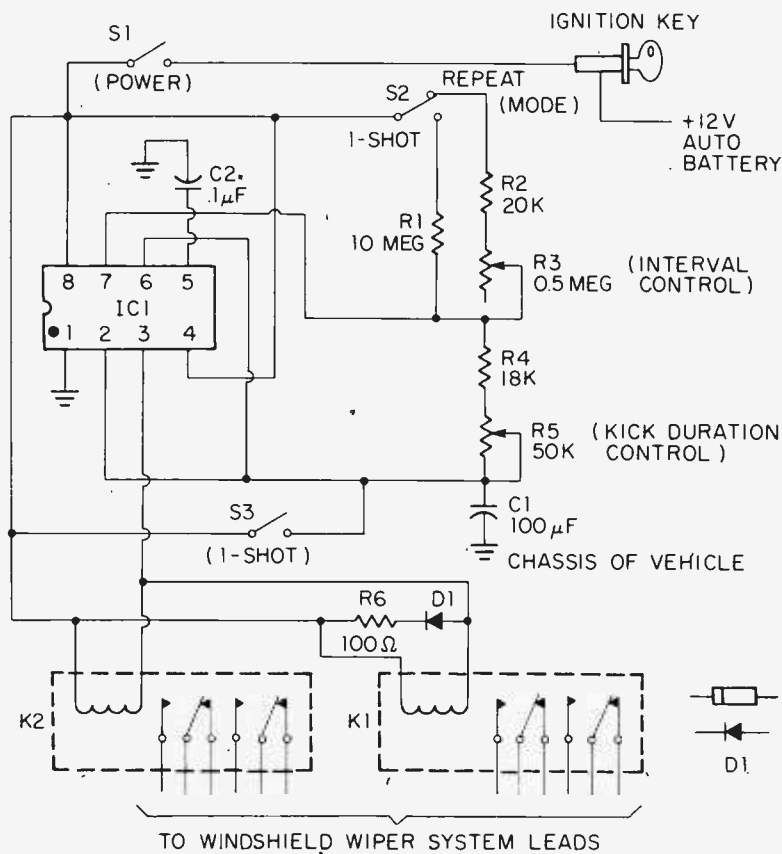 IGNITION KEY
S1
(POWER)
REPEAT
S2
(MODE)
1-SHOT
+12V
AUTO
BATTERY
C2
.1µF
R2
20K
R1
10 MEG
R3
0.5 MEG
(INTERVAL
CONTROL)
8 7 6 5
IC1
1 2 3 4
R4
18K
R5
50K
(KICK DURATION
CONTROL)
S3
(1-SHOT)
C1
100µF
CHASSIS OF VEHICLE
R6
100Ω
D1
K2
K1
D1
TO WINDSHIELD WIPER SYSTEM LEADS